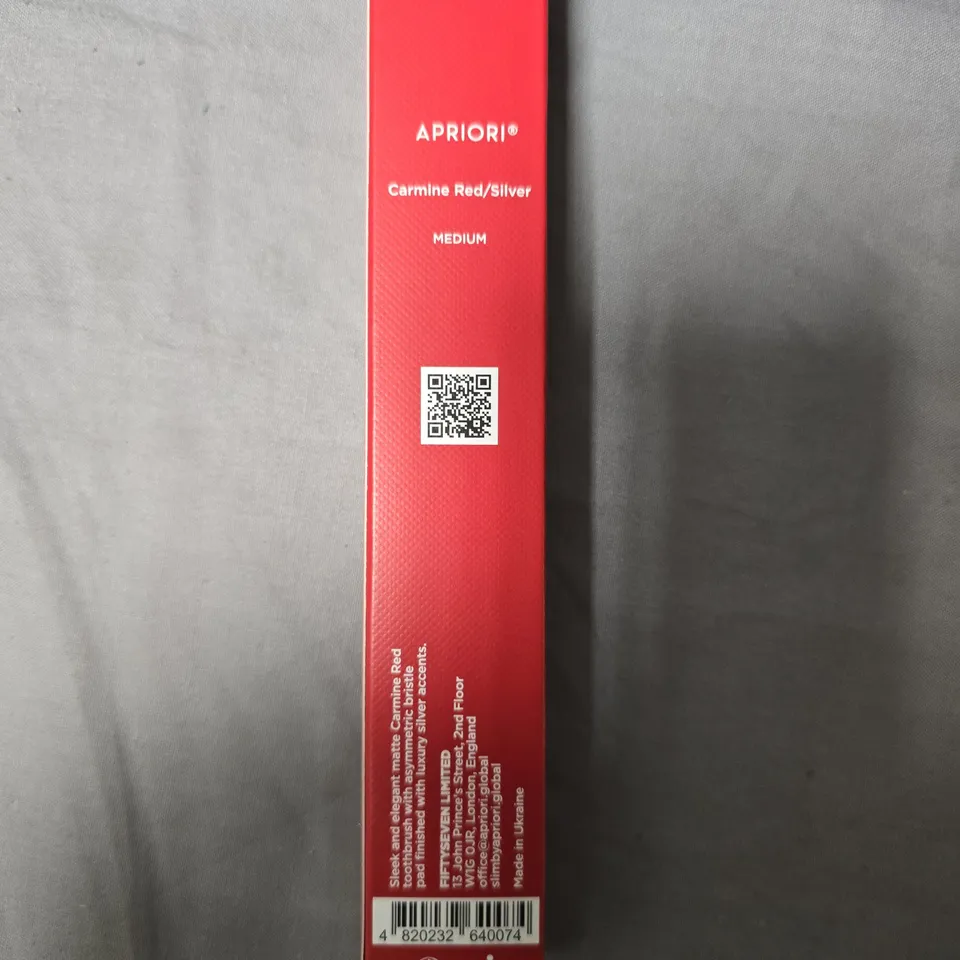 APRIORI®
Carmine Red/Silver
MEDIUM
Sleek and elegant matte Carmine Red
toothbrush with asymmetric bristle
pad finished with luxury silver accents.
FIFTYSEVEN LIMITED
13 John Prince's Street, 2nd Floor
W1G 0JR, London, England
office@apriori.global
slimbyapriori.global
Made in Ukraine
4 820232 640074